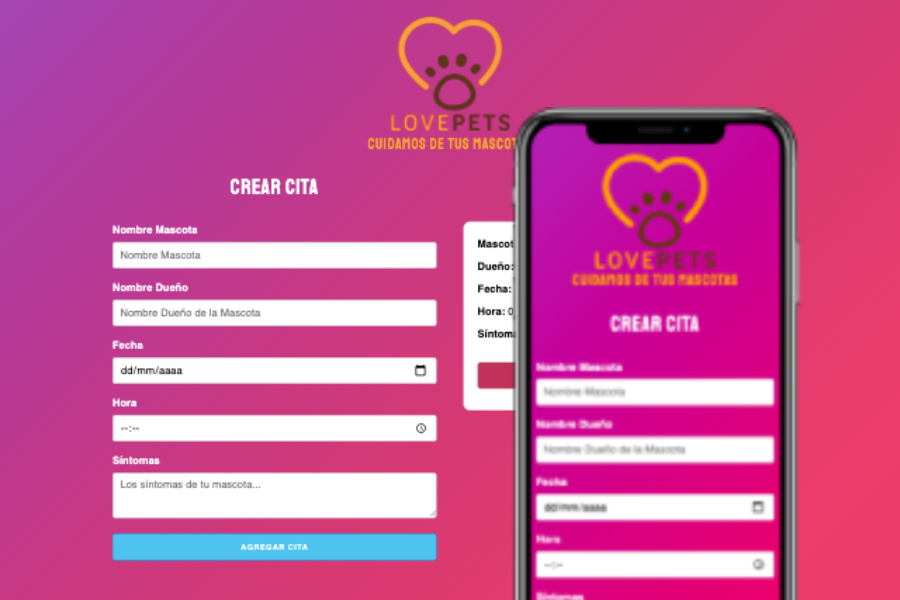 LOVEPETS
CUIDAMOS DE TUS
CREAR CITA
Nombre Mascota
Nombre Mascota
Nombre Dueño
Nombre Dueño de la Mascota
Fecha
dd/mm/aaaa
Hora
--:--
Síntomas
Los síntomas de tu mascota...
AGREGAR CITA
Dueño:
Fecha:
Hora: 0
LOVEPETS
CUIDAMOS DE TUS MASCOTAS
CREAR CITA
Nombre Mascota
Nombre Mascota
Nombre Dueño
Nombre Dueño de la Mascota
Fecha
dd/mm/aaaa
Hora
--:--
Síntomas